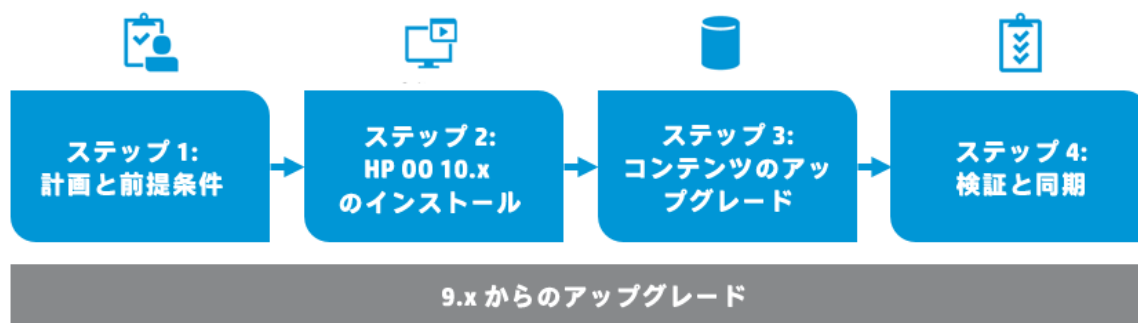 ステップ 1:
計画と前提条件
ステップ 2:
HP OO 10.x
のインストール
ステップ 3:
コンテンツのアッ
プグレード
ステップ 4:
検証と同期
9.x からのアップグレード